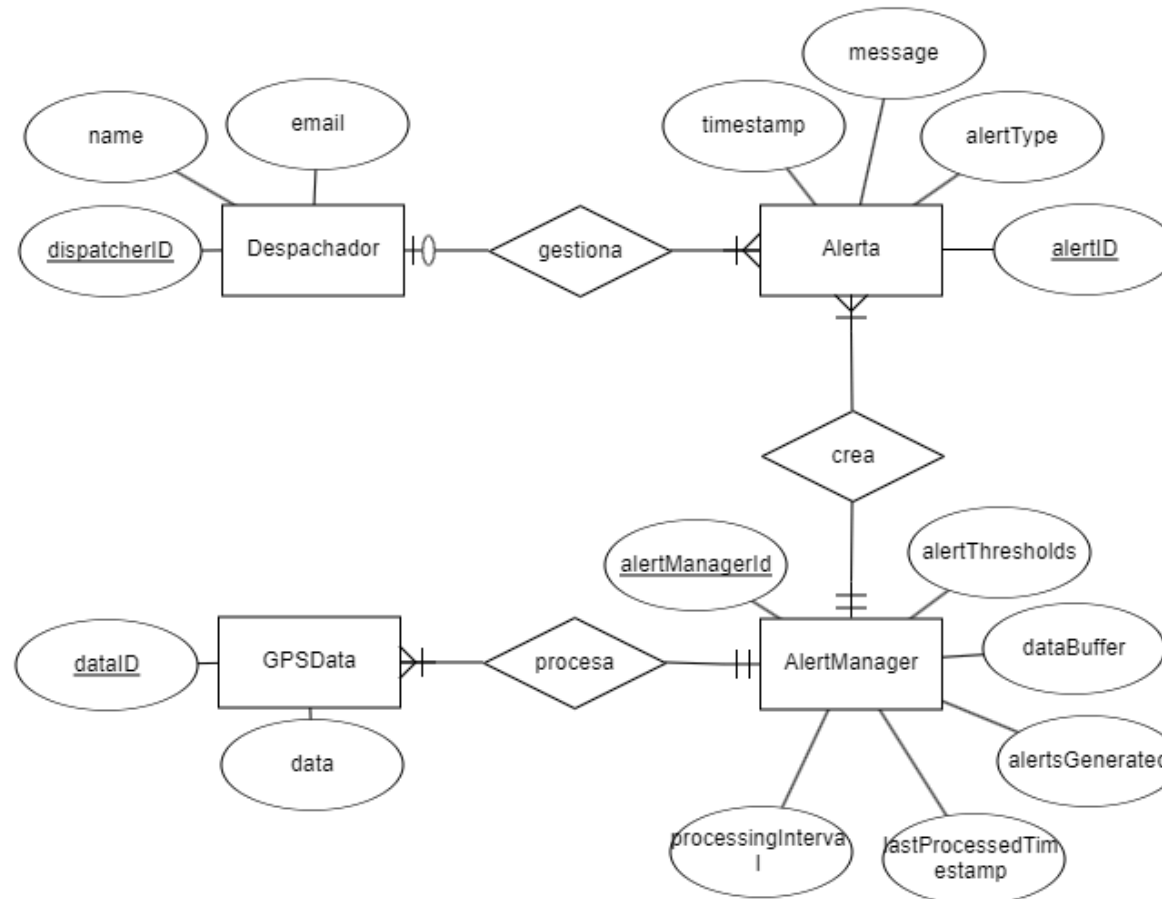 message
timestamp
alertType
name
email
dispatcherID
Despachador
gestiona
Alerta
alertID
crea
alertManagerId
alertThresholds
dataID
GPSData
procesa
AlertManager
dataBuffer
data
alertsGenerated
processingInterva
l
lastProcessedTim
estamp